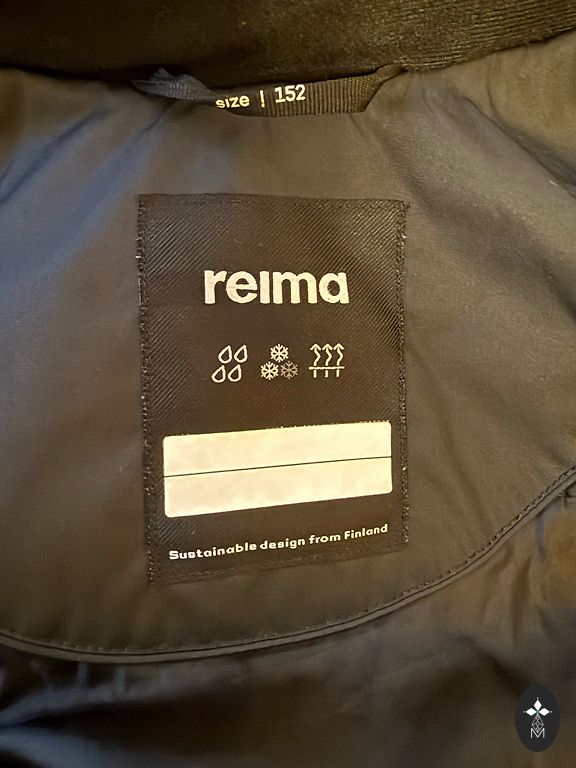 size | 152
reima
Sustainable design from Finland
M